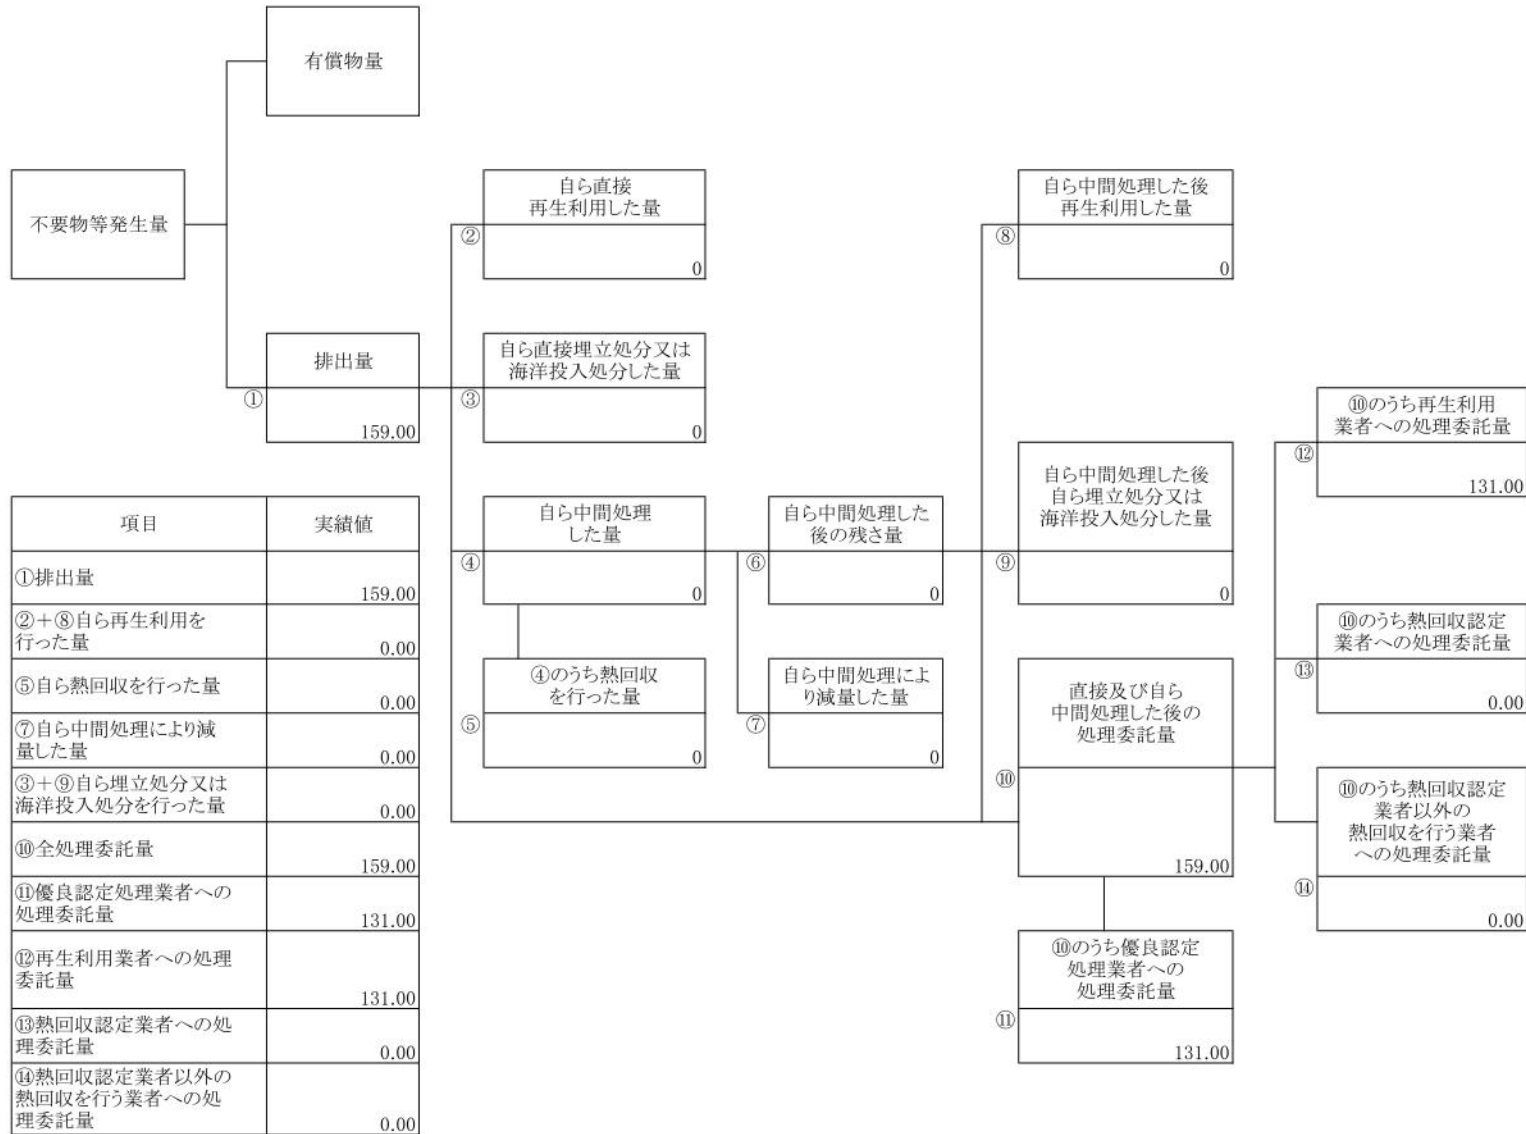 有償物量
不要物等発生量
排出量
①
159.00
自ら直接
再生利用した量
②
0
自ら直接埋立処分又は
海洋投入処分した量
③
0
自ら中間処理
した量
④
0
④のうち熱回収
を行った量
⑤
0
自ら中間処理した
後の残さ量
⑥
0
自ら中間処理によ
り減量した量
⑦
0
自ら中間処理した後
再生利用した量
⑧
0
自ら中間処理した後
自ら埋立処分又は
海洋投入処分した量
⑨
0
直接及び自ら
中間処理した後の
処理委託量
⑩
159.00
⑩のうち優良認定
処理業者への
処理委託量
⑪
131.00
⑩のうち再生利用
業者への処理委託量
⑫
131.00
⑩のうち熱回収認定
業者への処理委託量
⑬
0.00
⑩のうち熱回収認定
業者以外の
熱回収を行う業者
への処理委託量
⑭
0.00
項目 実績値
①排出量
159.00
②+⑧自ら再生利用を
行った量
0.00
⑤自ら熱回収を行った量
0.00
⑦自ら中間処理により減
量した量
0.00
③+⑨自ら埋立処分又は
海洋投入処分を行った量
0.00
⑩全処理委託量
159.00
⑪優良認定処理業者への
処理委託量
131.00
⑫再生利用業者への処理
委託量
131.00
⑬熱回収認定業者への処
理委託量
0.00
⑭熱回収認定業者以外の
熱回収を行う業者への処
理委託量
0.00